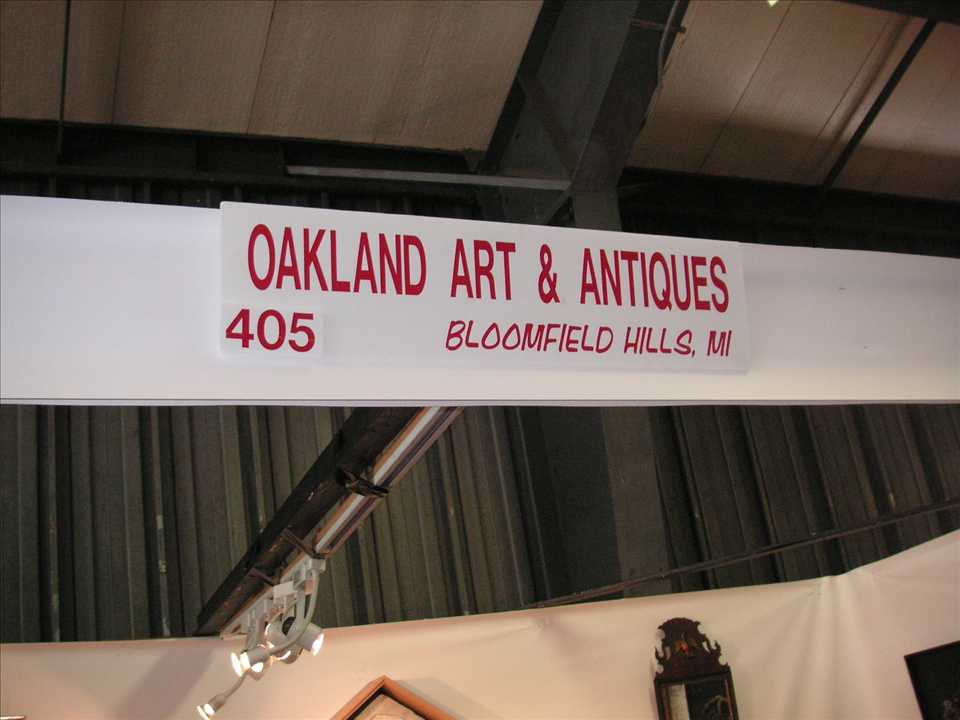 OAKLAND ART & ANTIQUES
405
BLOOMFIELD HILLS, MI